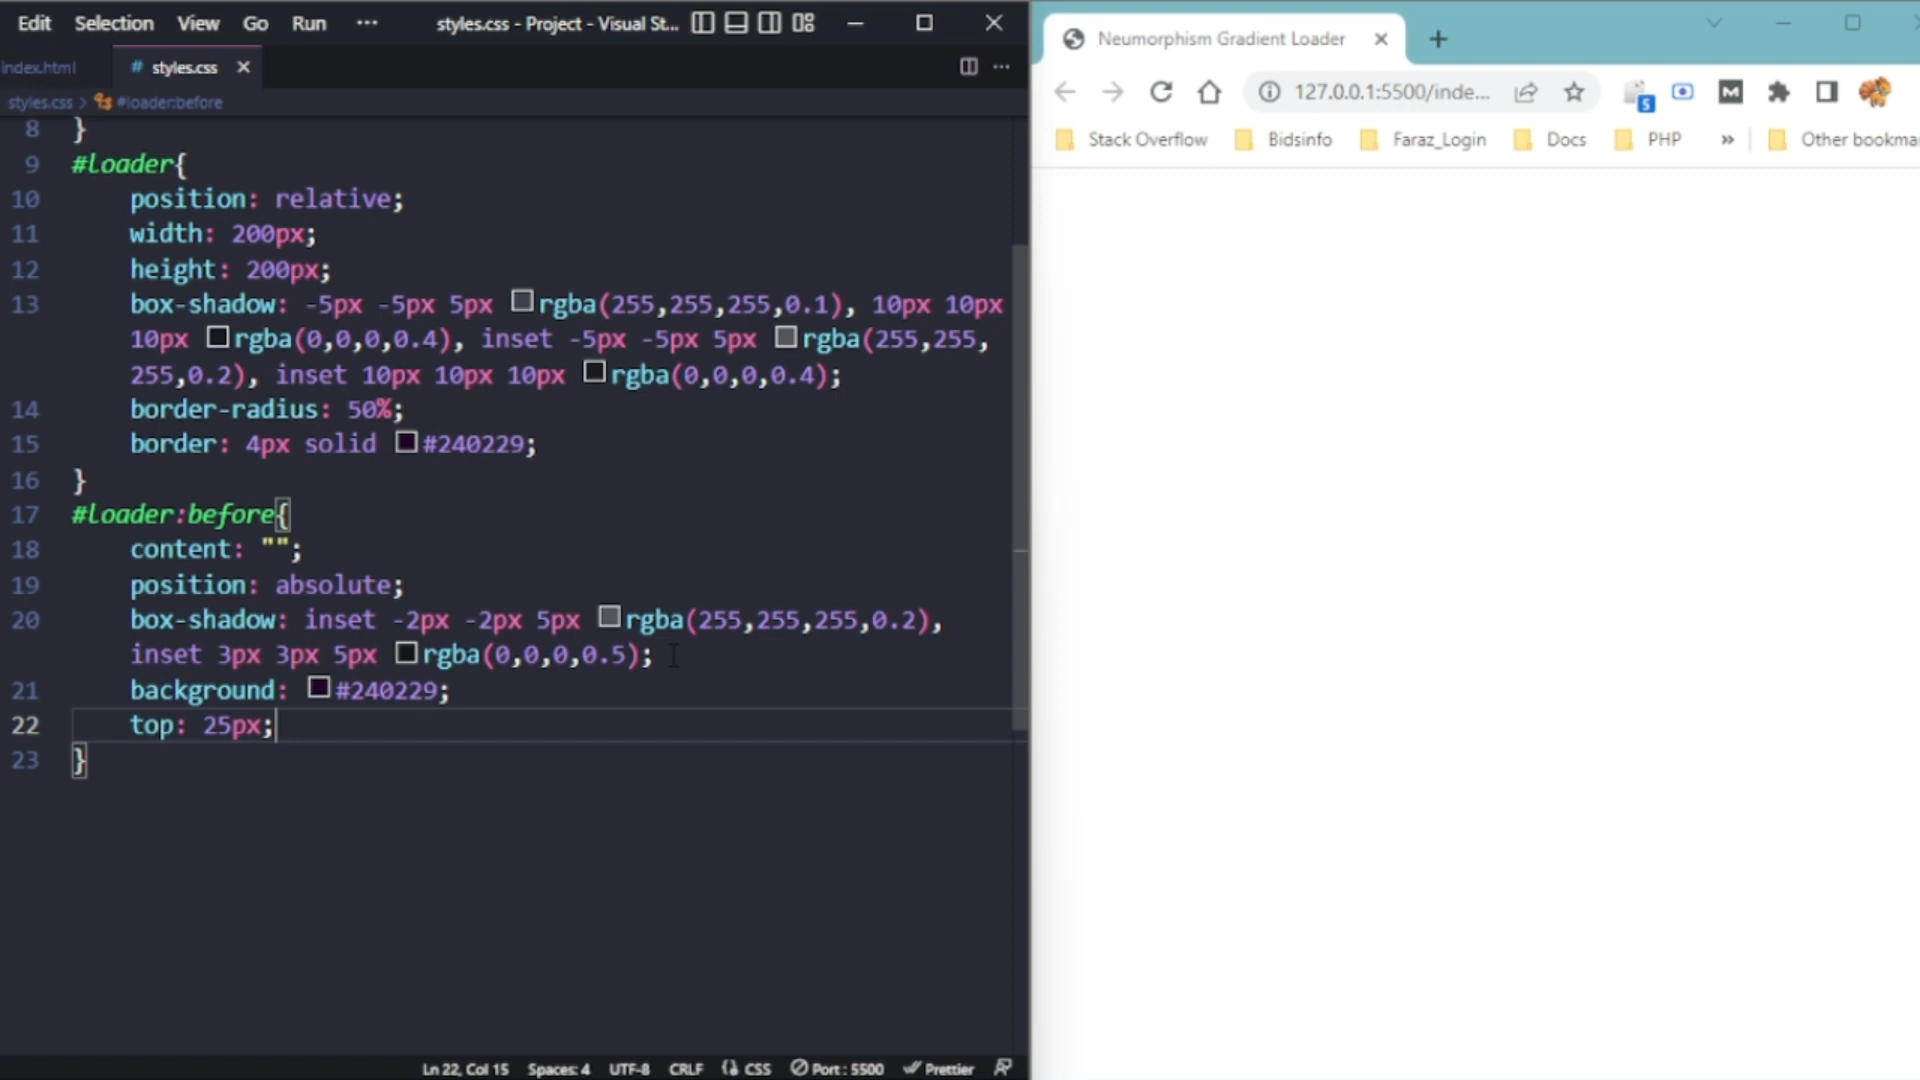 Edit Selection View Go Run ··· styles.css - Project - Visual St...
index.html # styles.css
styles.css > #loader:before
8 }
9 #loader{
10 position: relative;
11 width: 200px;
12 height: 200px;
13 box-shadow: -5px -5px 5px rgba(255,255,255,0.1), 10px 10px
10px rgba(0,0,0,0.4), inset -5px -5px 5px rgba(255,255,
255,0.2), inset 10px 10px 10px rgba(0,0,0,0.4);
14 border-radius: 50%;
15 border: 4px solid #240229;
16 }
17 #loader:before{
18 content: "";
19 position: absolute;
20 box-shadow: inset -2px -2px 5px rgba(255,255,255,0.2),
inset 3px 3px 5px rgba(0,0,0,0.5);
21 background: #240229;
22 top: 25px;
23 }
Ln 22, Col 15 Spaces: 4 UTF-8 CRLF CSS Port : 5500 Prettier
Neumorphism Gradient Loader
127.0.0.1:5500/inde...
5 M
Stack Overflow Bidsinfo Faraz_Login Docs PHP » Other bookma